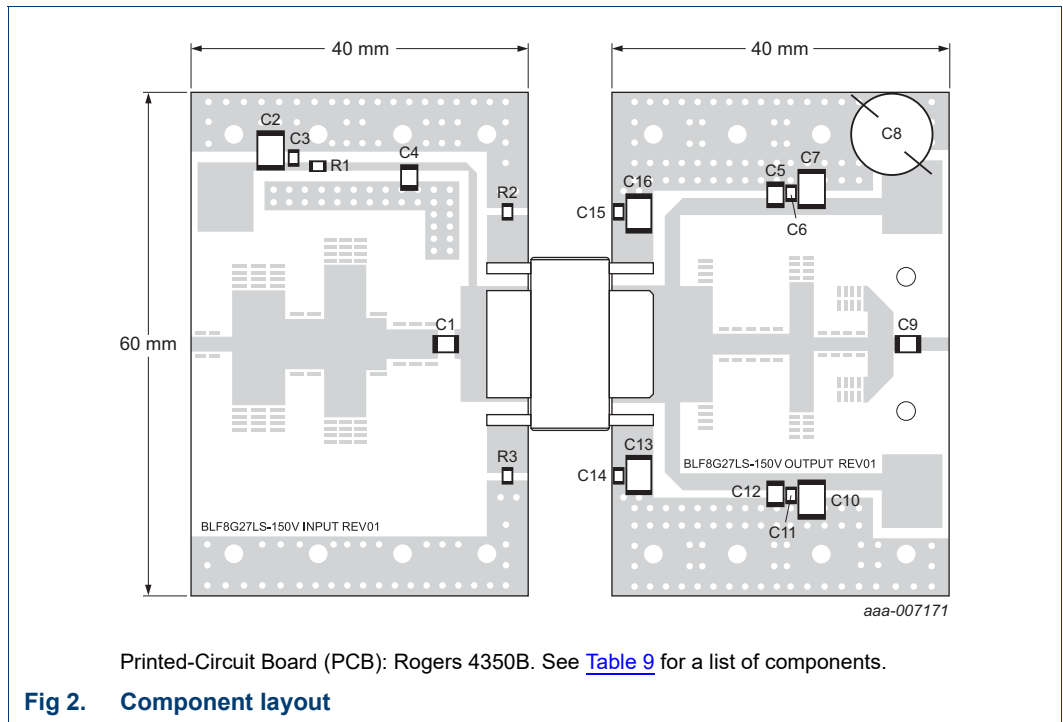 40 mm
40 mm
C2
C3
R1
C4
R2
C15
C16
C5
C6
C7
C8
60 mm
C1
C9
R3
C14
C13
BLF8G27LS-150V OUTPUT REV01
C12
C11
C10
BLF8G27LS-150V INPUT REV01
aaa-007171
Printed-Circuit Board (PCB): Rogers 4350B. See Table 9 for a list of components.
Fig 2. Component layout